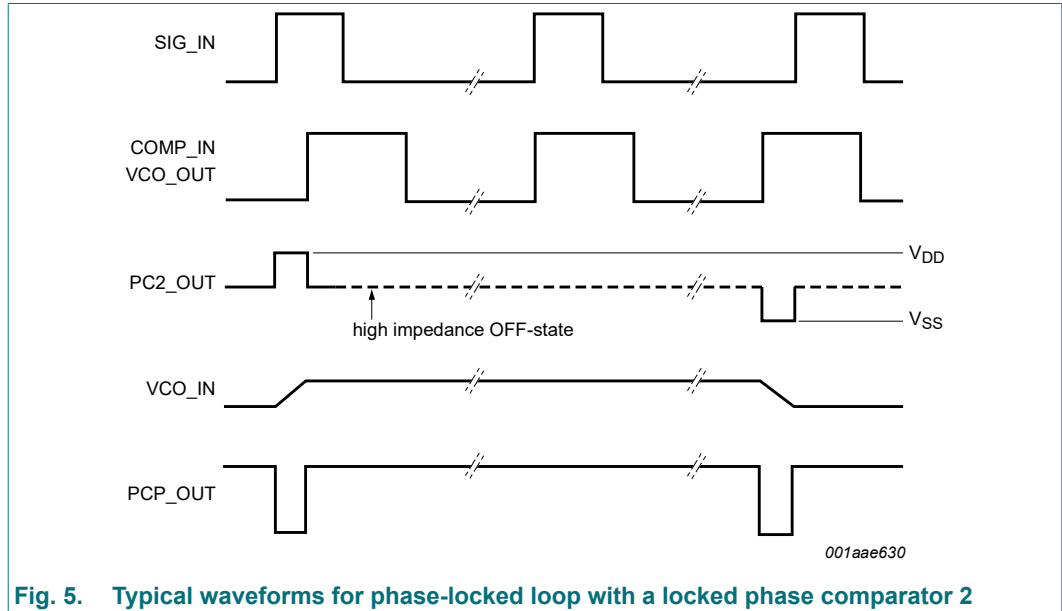 SIG_IN
COMP_IN
VCO_OUT
PC2_OUT
VDD
high impedance OFF-state
VSS
VCO_IN
PCP_OUT
001aae630
Fig. 5. Typical waveforms for phase-locked loop with a locked phase comparator 2